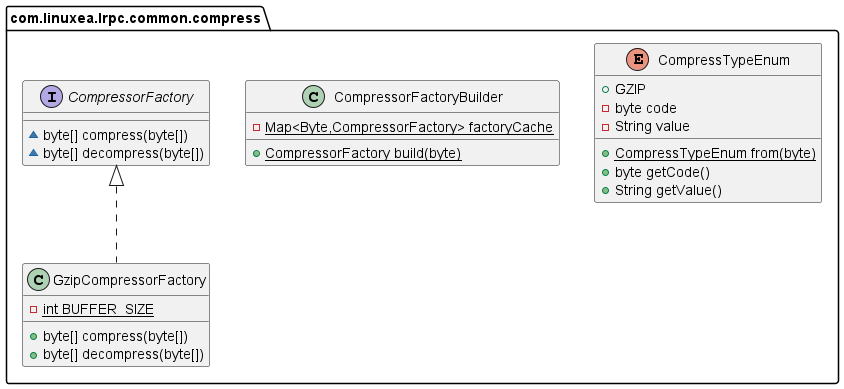 com.linuxea.lrpc.common.compress
I CompressorFactory
byte[] compress(byte[])
byte[] decompress(byte[])
C CompressorFactoryBuilder
Map<Byte,CompressorFactory> factoryCache
CompressorFactory build(byte)
E CompressTypeEnum
GZIP
byte code
String value
CompressTypeEnum from(byte)
byte getCode()
String getValue()
C GzipCompressorFactory
int BUFFER_SIZE
byte[] compress(byte[])
byte[] decompress(byte[])